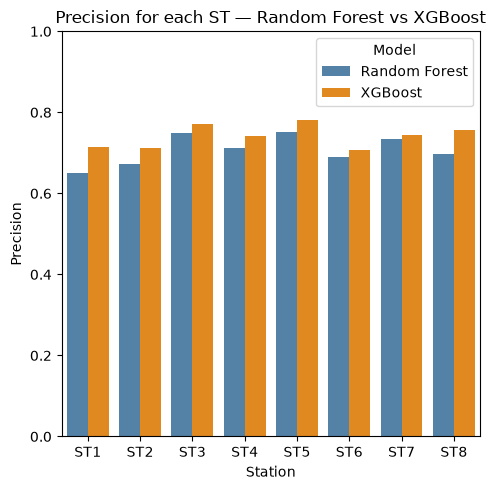 Precision for each ST — Random Forest vs XGBoost
1.0
0.8
0.6
0.4
0.2
0.0
Precision
Model
Random Forest
XGBoost
ST1 ST2 ST3 ST4 ST5 ST6 ST7 ST8
Station